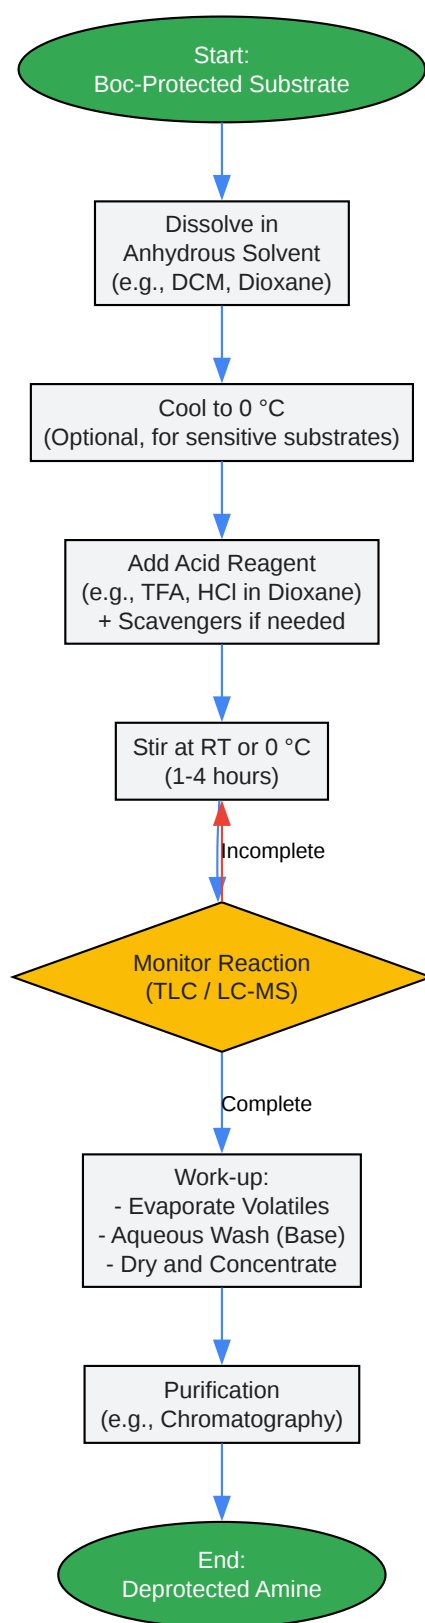 Start:
Boc-Protected Substrate
Dissolve in
Anhydrous Solvent
(e.g., DCM, Dioxane)
Cool to 0 °C
(Optional, for sensitive substrates)
Add Acid Reagent
(e.g., TFA, HCl in Dioxane)
+ Scavengers if needed
Stir at RT or 0 °C
(1-4 hours)
Incomplete
Monitor Reaction
(TLC / LC-MS)
Complete
Work-up:
- Evaporate Volatiles
- Aqueous Wash (Base)
- Dry and Concentrate
Purification
(e.g., Chromatography)
End:
Deprotected Amine